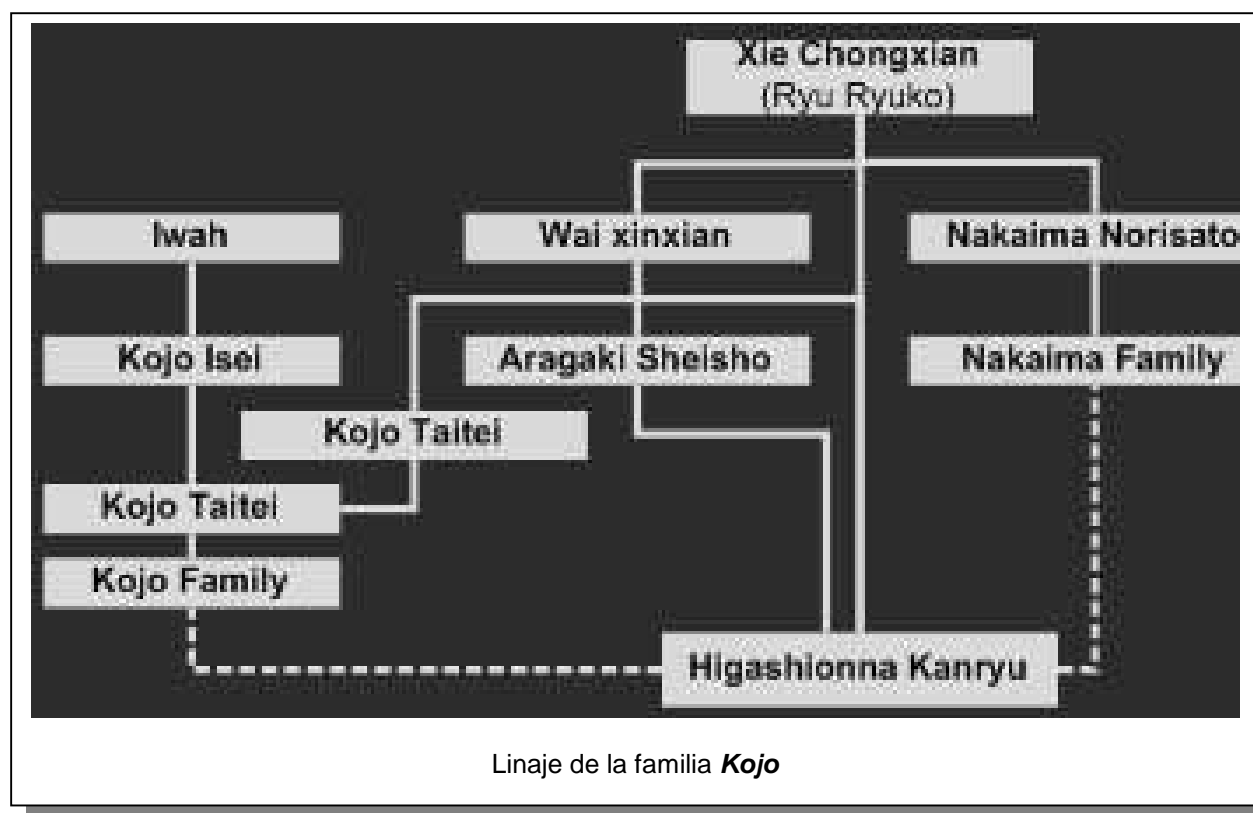 Xie Chongxian
(Ryu Ryuko)
Iwah
Wai xinxian
Nakaima Norisato
Kojo Isei
Aragaki Sheisho
Nakaima Family
Kojo Taitei
Kojo Taitei
Kojo Family
Higashionna Kanryu
Linaje de la familia Kojo